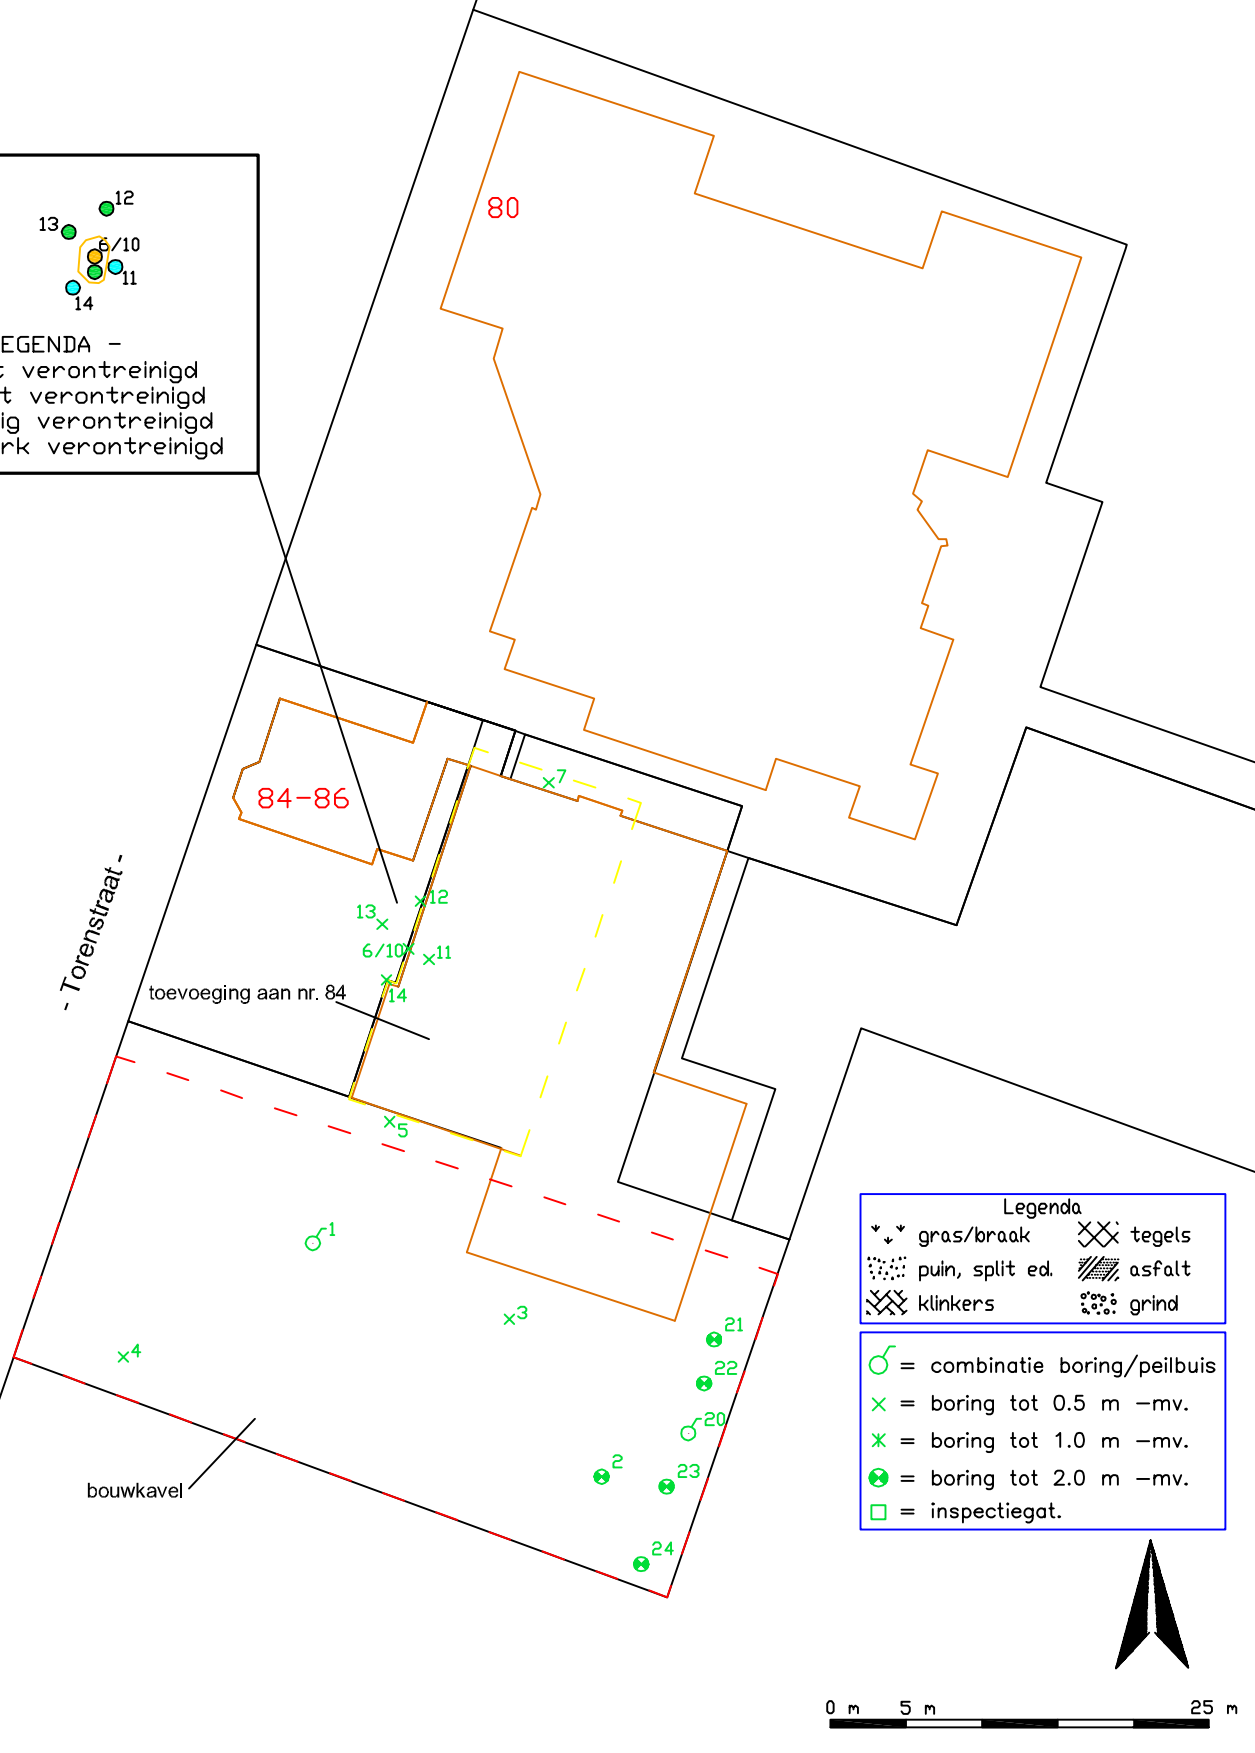 12
13
6/10
11
14
EGENDA -
t verontreinigd
t verontreinigd
ig verontreinigd
rk verontreinigd
80
84-86
7
- Torenstraat -
12
13
6/10
11
14
toevoeging aan nr. 84
5
1
3
4
21
22
20
2
23
24
bouwkavel
Legenda
gras/braak
tegels
puin, split ed.
asfalt
klinkers
grind
= combinatie boring/peilbuis
= boring tot 0.5 m -mv.
= boring tot 1.0 m -mv.
= boring tot 2.0 m -mv.
= inspectiegat.
0 m 5 m 25 m